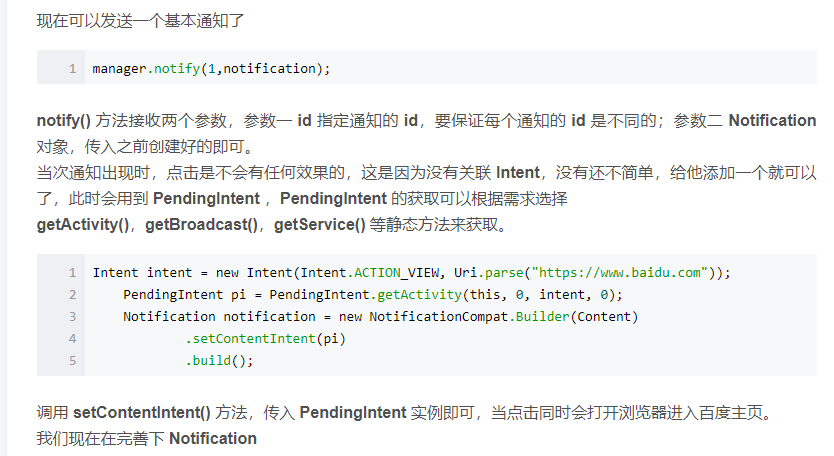 现在可以发送一个基本通知了
1 manager.notify(1,notification);
notify() 方法接收两个参数，参数一 id 指定通知的 id，要保证每个通知的 id 是不同的；参数二 Notification
对象，传入之前创建好的即可。
当次通知出现时，点击是不会有任何效果的，这是因为没有关联 Intent，没有还不简单，给他添加一个就可以
了，此时会用到 PendingIntent ，PendingIntent 的获取可以根据需求选择
getActivity()，getBroadcast()，getService() 等静态方法来获取。
1 Intent intent = new Intent(Intent.ACTION_VIEW, Uri.parse("https://www.baidu.com"));
2     PendingIntent pi = PendingIntent.getActivity(this, 0, intent, 0);
3     Notification notification = new NotificationCompat.Builder(Content)
4             .setContentIntent(pi)
5             .build();
调用 setContentIntent() 方法，传入 PendingIntent 实例即可，当点击同时会打开浏览器进入百度主页。
我们现在在完善下 Notification